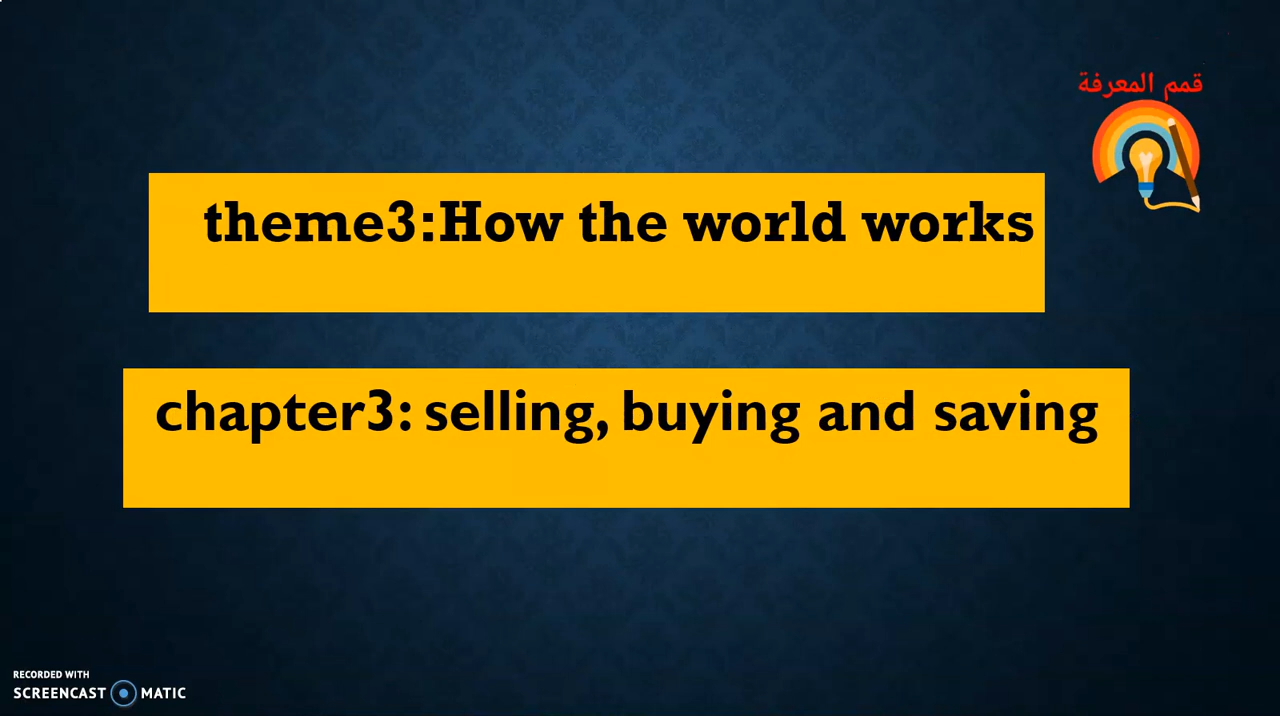 قمم المعرفة
theme3:How the world works
chapter3: selling, buying and saving
RECORDED WITH
SCREENCAST MATIC